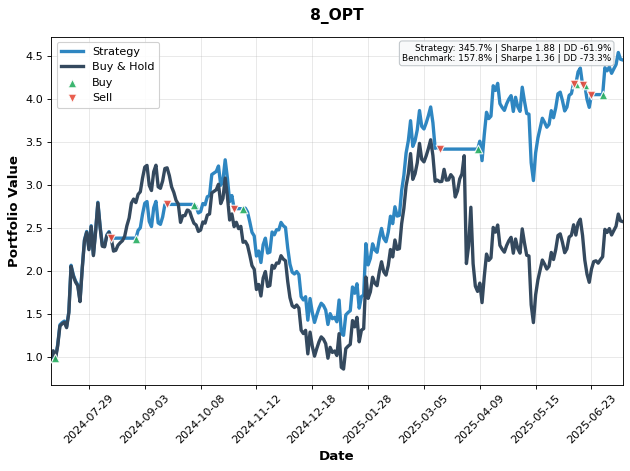 8_OPT
Strategy
Buy & Hold
Buy
Sell
Strategy: 345.7% | Sharpe 1.88 | DD -61.9%
Benchmark: 157.8% | Sharpe 1.36 | DD -73.3%
Portfolio Value
4.5
4.0
3.5
3.0
2.5
2.0
1.5
1.0
2024-07-29
2024-09-03
2024-10-08
2024-11-12
2024-12-18
2025-01-28
2025-03-05
2025-04-09
2025-05-15
2025-06-23
Date